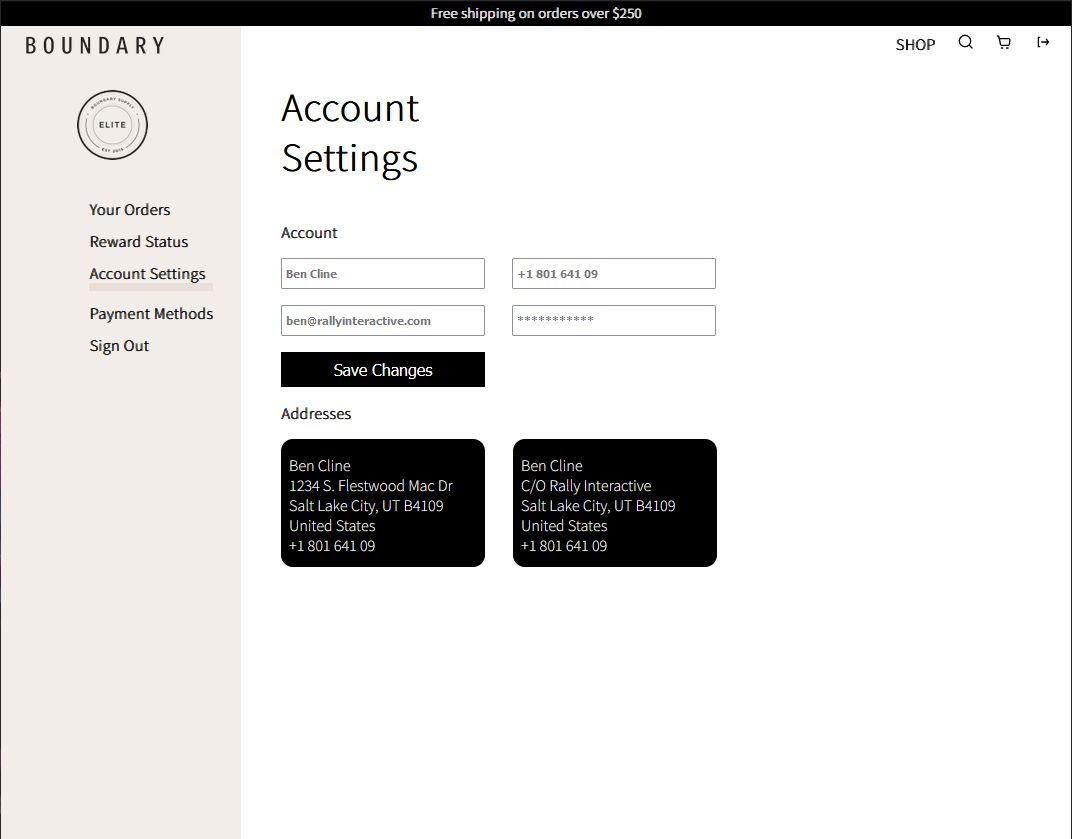 Free shipping on orders over $250
BOUNDARY
SHOP
BOUNDARY SUPPLY
ELITE
EST 2015
Your Orders
Reward Status
Account Settings
Payment Methods
Sign Out
Account
Settings
Account
Ben Cline
+1 801 641 09
ben@rallyinteractive.com
***********
Save Changes
Addresses
Ben Cline
1234 S. Flestwood Mac Dr
Salt Lake City, UT B4109
United States
+1 801 641 09
Ben Cline
C/O Rally Interactive
Salt Lake City, UT B4109
United States
+1 801 641 09